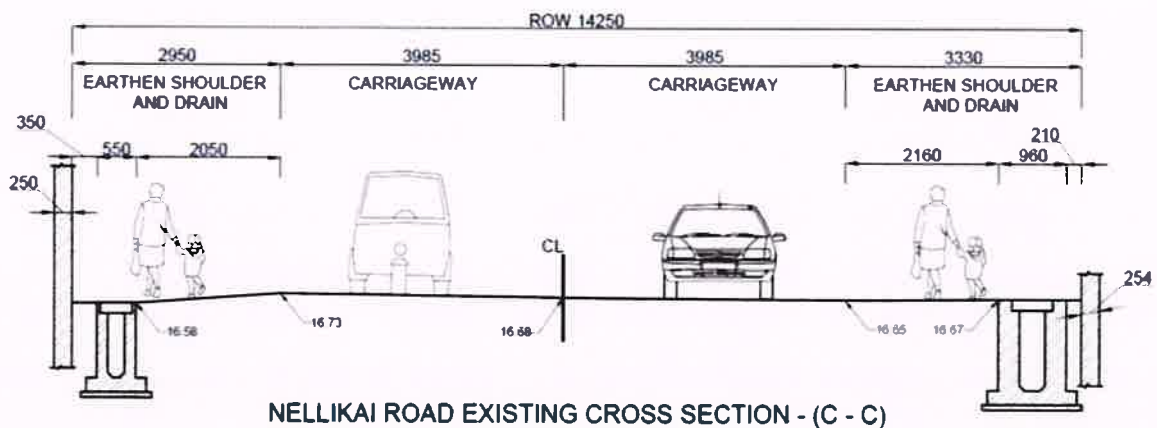 ROW 14250
2950 3985 3985 3330
EARTHEN SHOULDER AND DRAIN
CARRIAGEWAY
CARRIAGEWAY
EARTHEN SHOULDER AND DRAIN
350
550
2050
210
2160
960
250
CL
254
16.58
16.73
16.68
16.65
16.67
NELLIKAI ROAD EXISTING CROSS SECTION - (C - C)